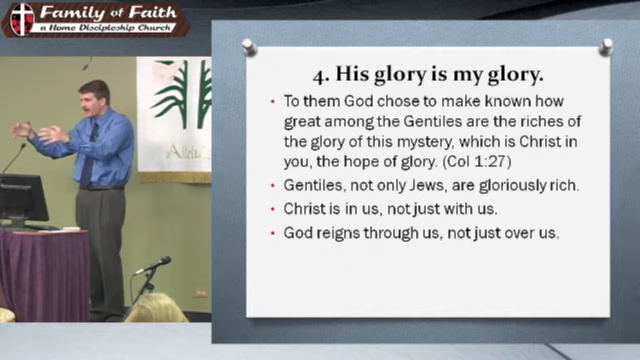 Family of Faith
a Home Discipleship Church
4. His glory is my glory.
• To them God chose to make known how
great among the Gentiles are the riches of
the glory of this mystery, which is Christ in
you, the hope of glory. (Col 1:27)
• Gentiles, not only Jews, are gloriously rich.
• Christ is in us, not just with us.
• God reigns through us, not just over us.